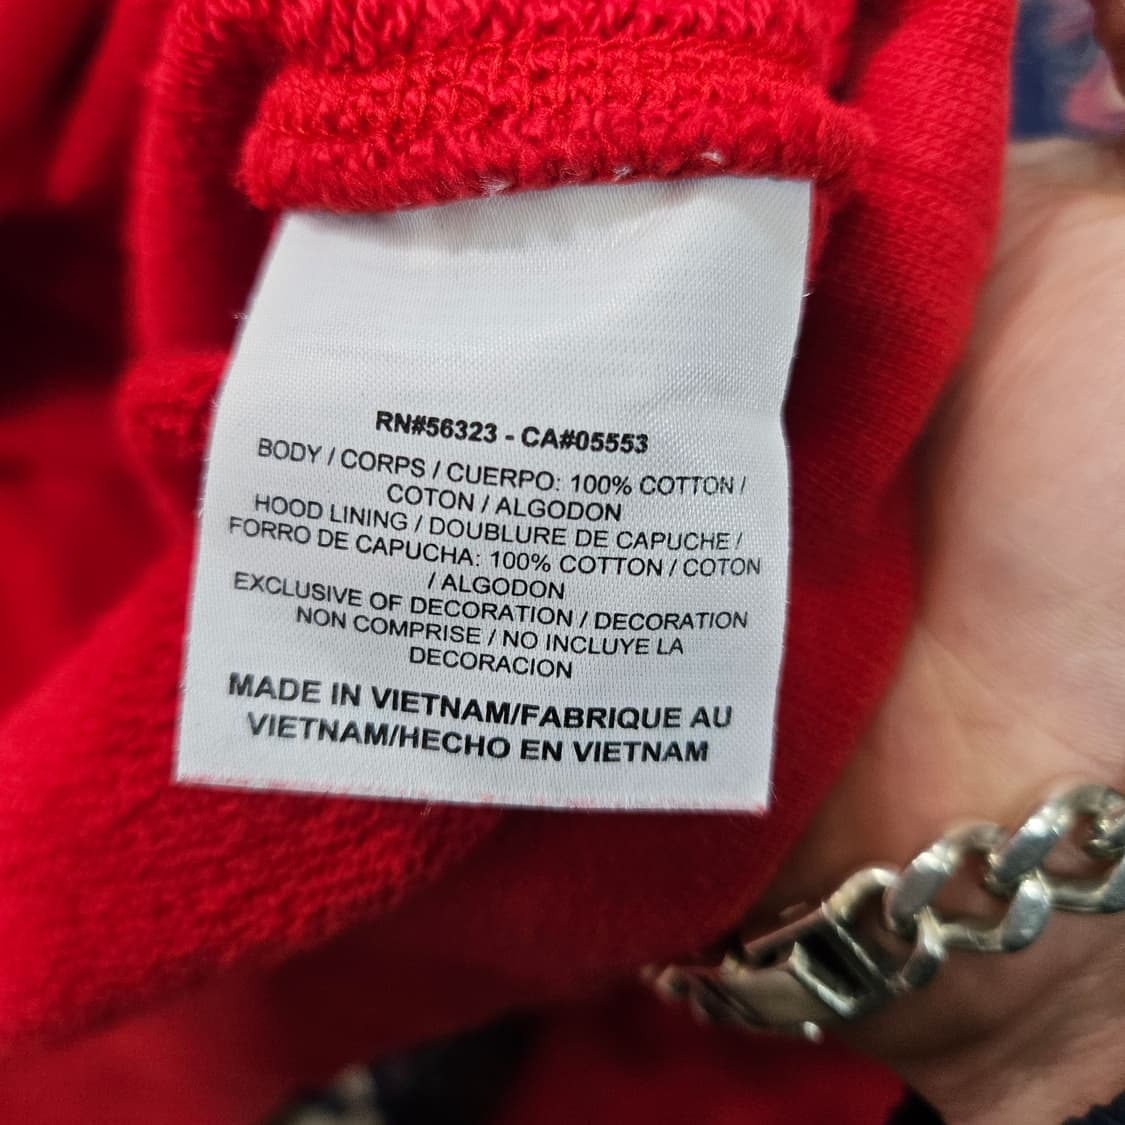 RN#56323 - CA#05553
BODY / CORPS / CUERPO: 100% COTTON /
COTON / ALGODON
HOOD LINING / DOUBLURE DE CAPUCHE /
FORRO DE CAPUCHA: 100% COTTON / COTON
/ ALGODON
EXCLUSIVE OF DECORATION / DECORATION
NON COMPRISE / NO INCLUYE LA
DECORACION
MADE IN VIETNAM/FABRIQUE AU
VIETNAM/HECHO EN VIETNAM